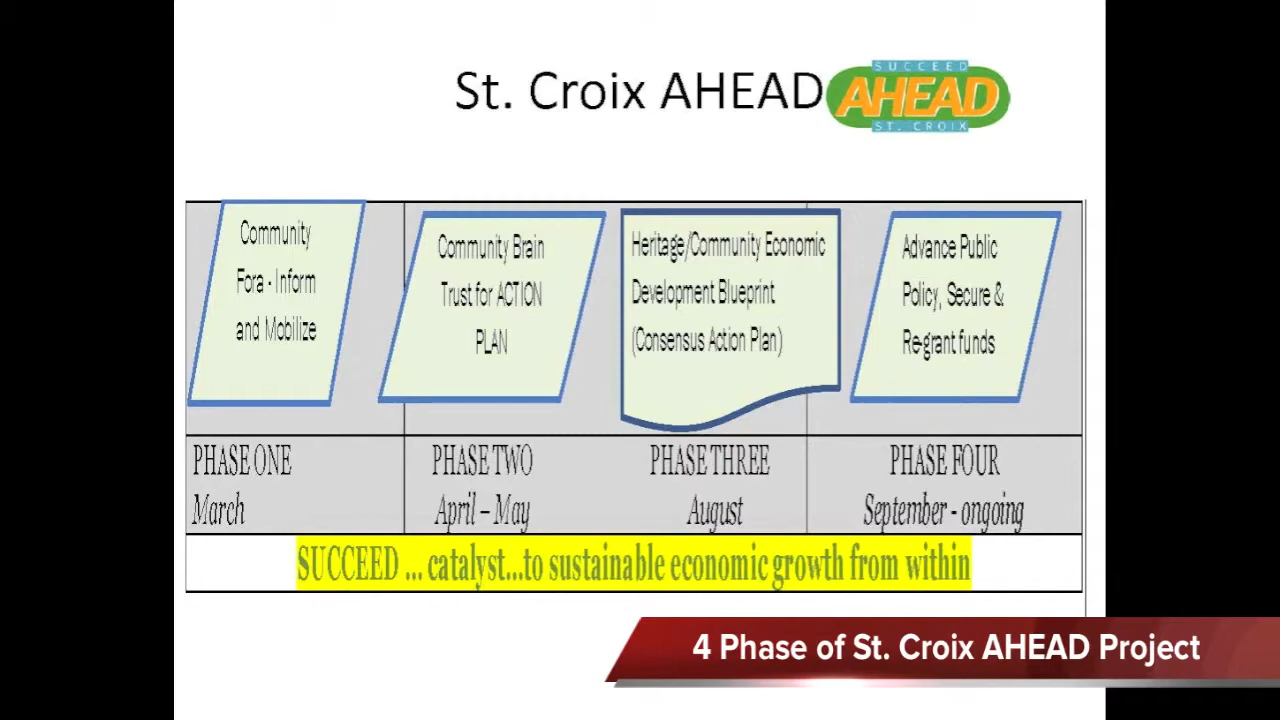 St. Croix AHEAD
SUCCEED
AHEAD
ST. CROIX
Community
Fora - Inform
and Mobilize
Community Brain
Trust for ACTION
PLAN
Heritage/Community Economic
Development Blueprint
(Consensus Action Plan)
Advance Public
Policy, Secure &
Re-grant funds
PHASE ONE
March
PHASE TWO
April – May
PHASE THREE
August
PHASE FOUR
September - ongoing
SUCCEED ... catalyst...to sustainable economic growth from within
4 Phase of St. Croix AHEAD Project